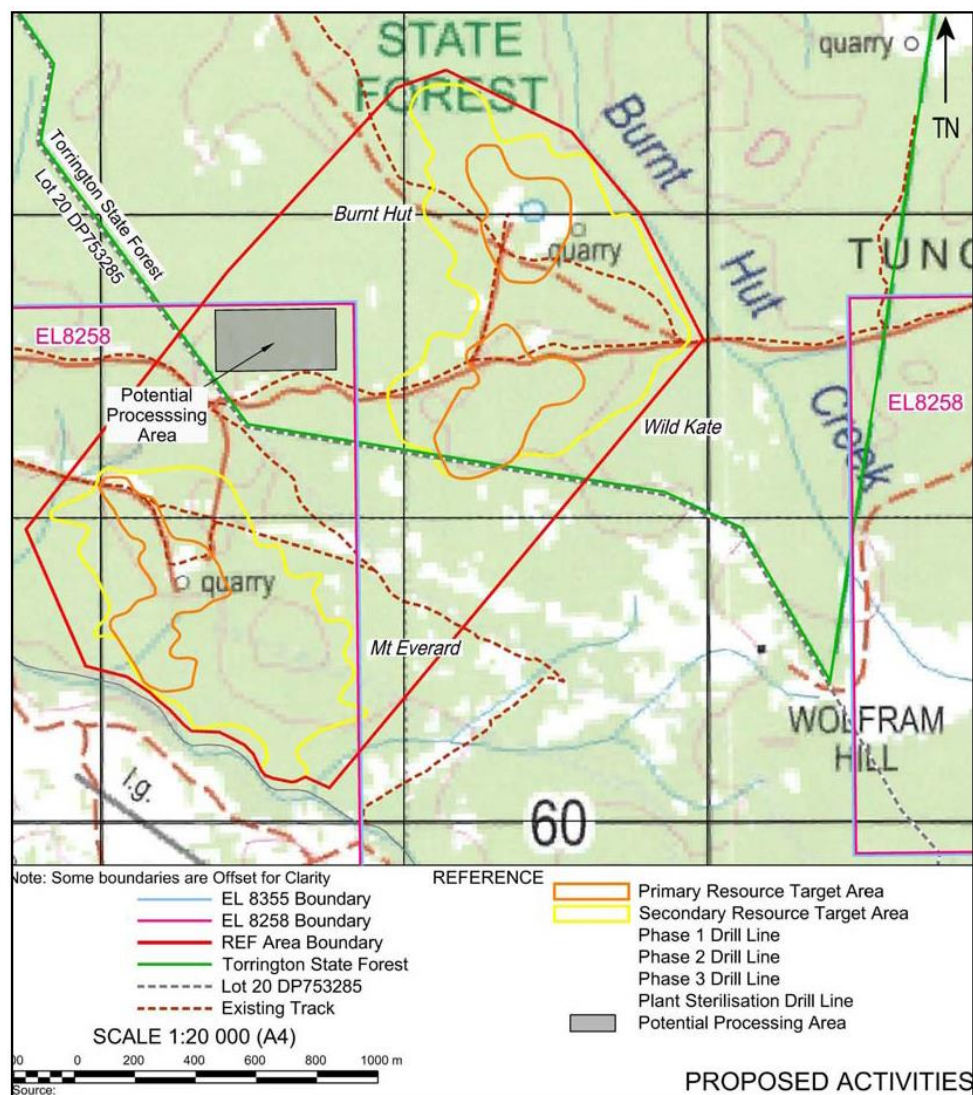 STATE
FOREST
quarry
TN
Burnt
Hut
Creek
Torrington State Forest
Lot 20 DP753285
Burnt Hut
quarry
TUNG
EL8258
Potential
Processsing
Area
EL8258
Wild Kate
quarry
Mt Everard
WOLFRAM
HILL
l.g.
60
Note: Some boundaries are Offset for Clarity
EL 8355 Boundary
EL 8258 Boundary
REF Area Boundary
Torrington State Forest
Lot 20 DP753285
Existing Track
REFERENCE
Primary Resource Target Area
Secondary Resource Target Area
Phase 1 Drill Line
Phase 2 Drill Line
Phase 3 Drill Line
Plant Sterilisation Drill Line
Potential Processing Area
SCALE 1:20 000 (A4)
00 0 200 400 600 800 1000 m
Source:
PROPOSED ACTIVITIES